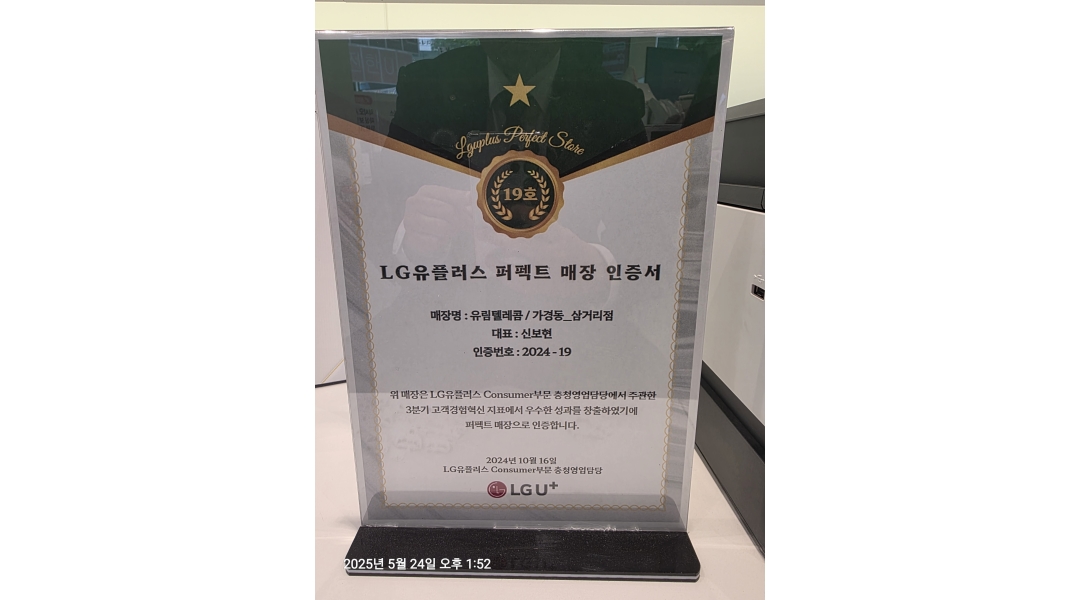 Lguplus Perfect Store
19호
LG유플러스 퍼펙트 매장 인증서
매장명 : 유림텔레콤 / 가경동_삼거리점
대표 : 신보현
인증번호 : 2024 - 19
위 매장은 LG유플러스 Consumer부문 충청영업담당에서 주관한
3분기 고객경험혁신 지표에서 우수한 성과를 창출하였기에
퍼펙트 매장으로 인증합니다.
2024년 10월 16일
LG유플러스 Consumer부문 충청영업담당
LG U+
2025년 5월 24일 오후 1:52